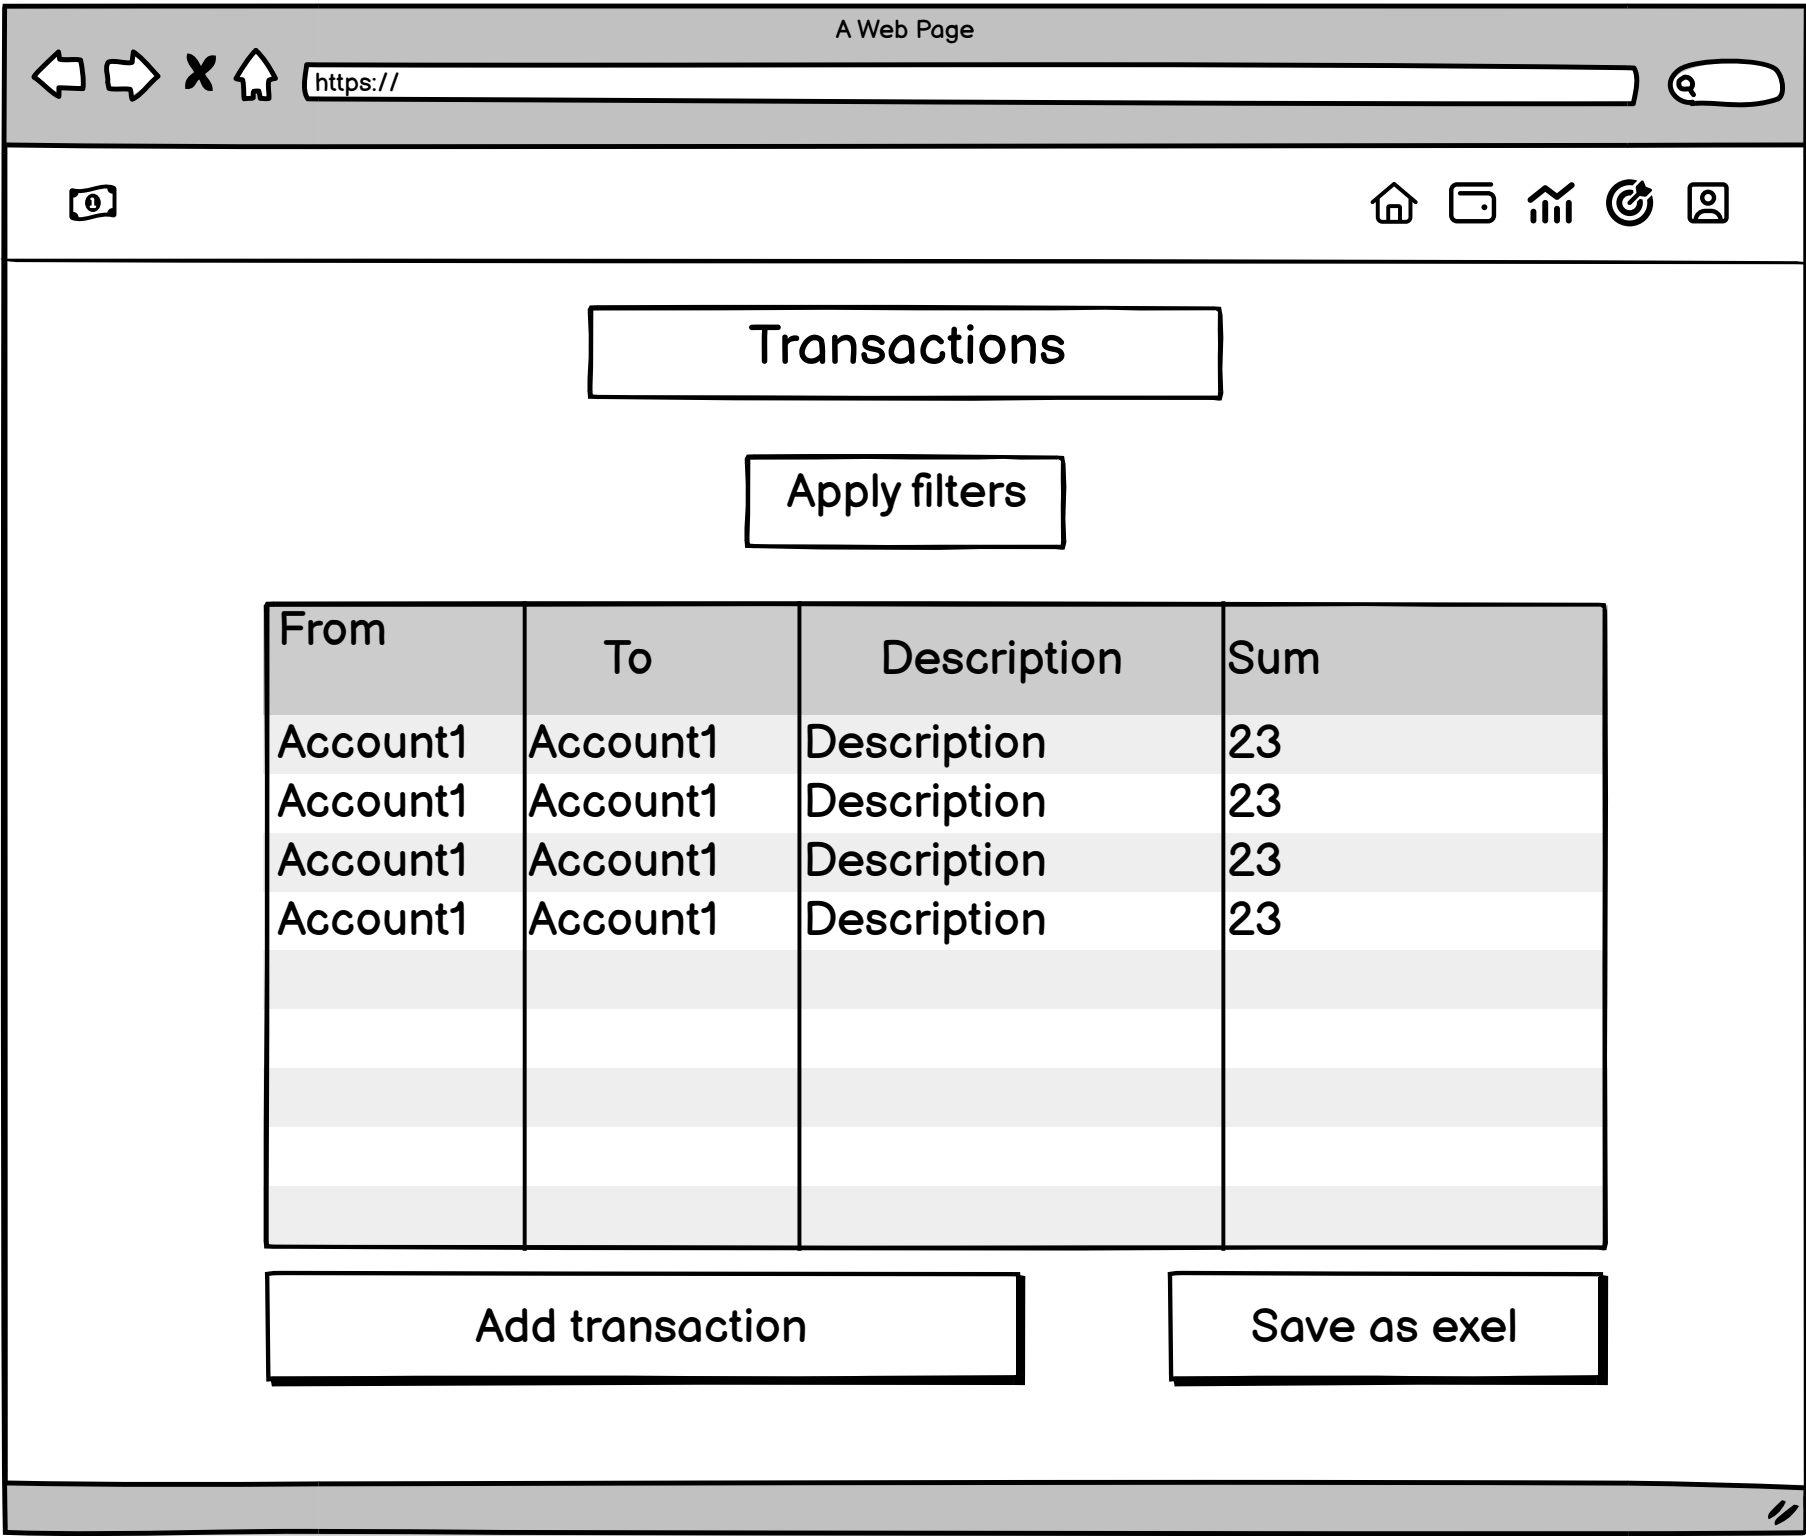 A Web Page
https://
1
Transactions
Apply filters
From To Description Sum
Account1 Account1 Description 23
Account1 Account1 Description 23
Account1 Account1 Description 23
Account1 Account1 Description 23
Add transaction Save as exel